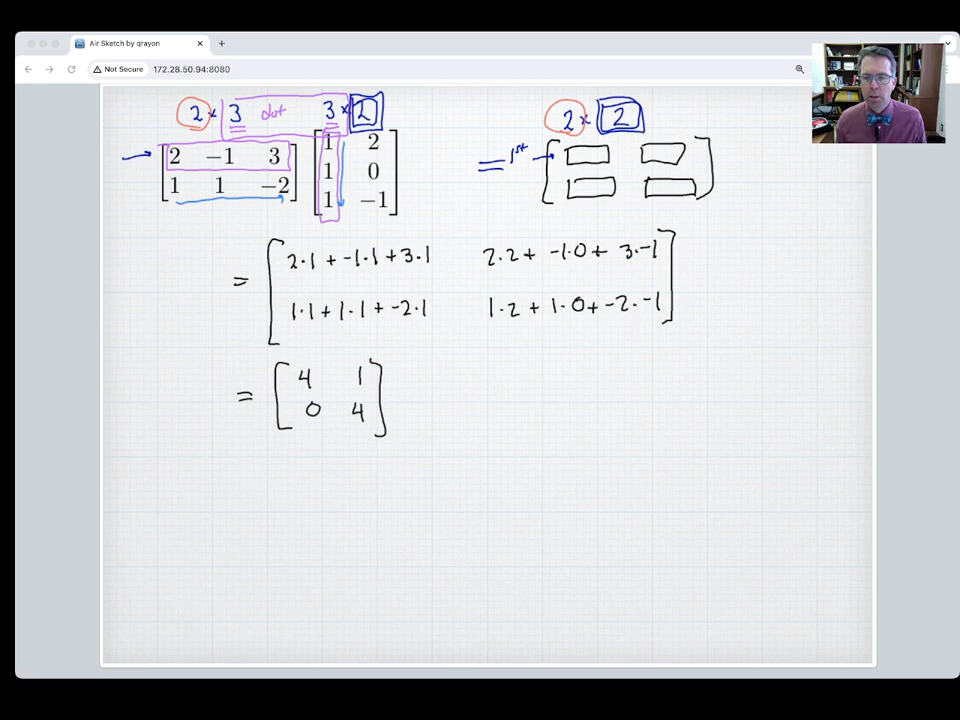 Air Sketch by qrayon
Not Secure 172.28.50.94:8080
2 × 3 dot 3 × 2
2 × 2
2 −1 3
1 1 −2
1 2
1 0
1 −1
= 1st →
= 2·1 + -1·1 + 3·1 2·2 + -1·0 + 3·-1
1·1 + 1·1 + -2·1 1·2 + 1·0 + -2·-1
= 4 1
0 4